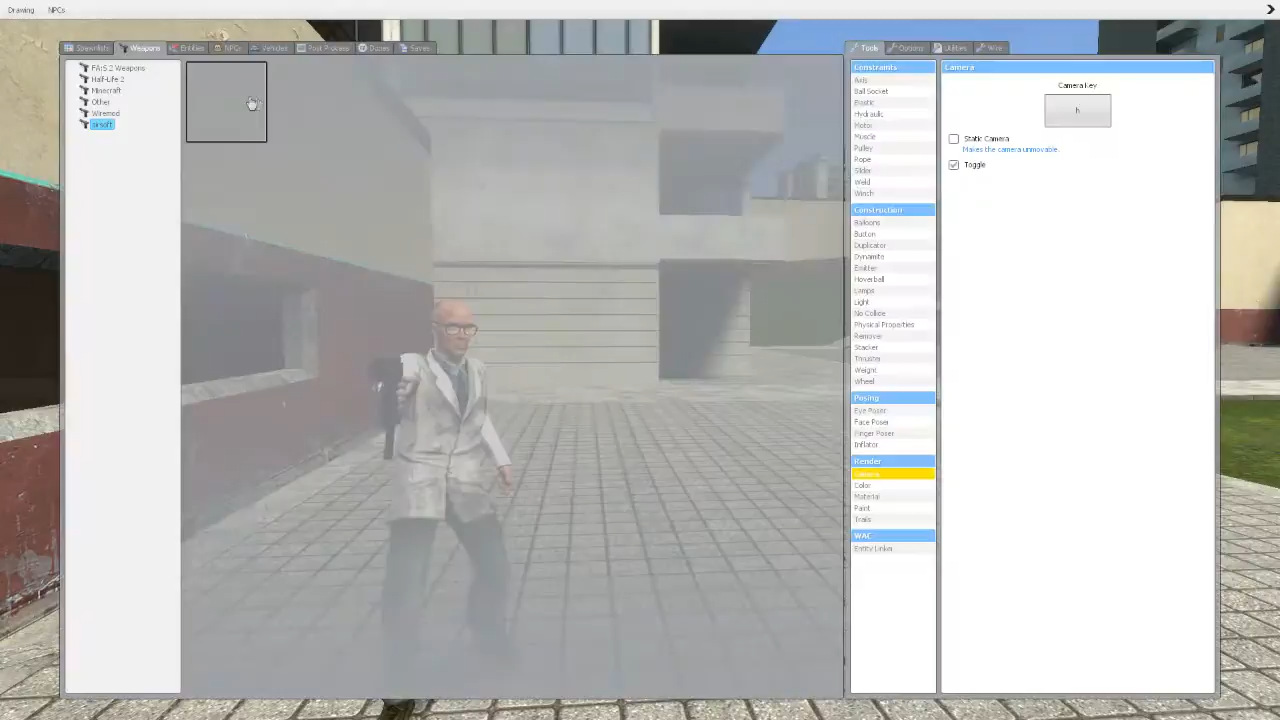 Drawing NPCs
Spawnlists Weapons Entities NPCs Vehicles Post Process Dupes Saves
FA:S 2 Weapons
Half-Life 2
Minecraft
Other
Wiremod
airsoft
Tools Options Utilities Wire
Constraints
Axis
Ball Socket
Elastic
Hydraulic
Motor
Muscle
Pulley
Rope
Slider
Weld
Winch
Construction
Balloons
Button
Duplicator
Dynamite
Emitter
Hoverball
Lamps
Light
No Collide
Physical Properties
Remover
Stacker
Thruster
Weight
Wheel
Posing
Eye Poser
Face Poser
Finger Poser
Inflator
Render
Camera
Color
Material
Paint
Trails
WAC
Entity Linker
Camera
Camera Key
h
Static Camera
Makes the camera unmovable.
Toggle